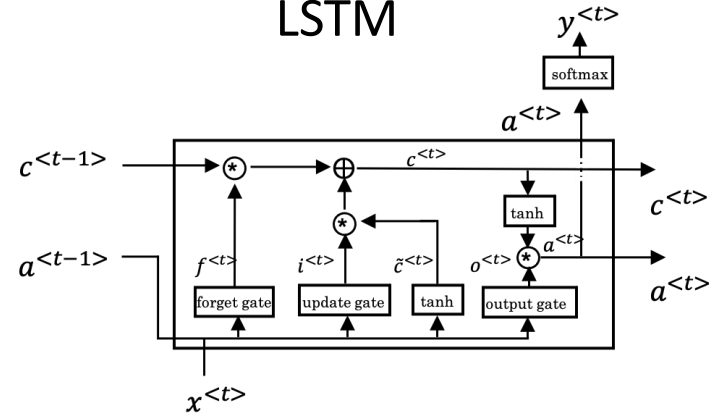 LSTM
y<t>
softmax
a<t>
c<t-1>
*
c<t>
c<t>
tanh
*
a<t-1>
f<t>
i<t>
c̃<t>
o<t>
*
a<t>
a<t>
forget gate
update gate
tanh
output gate
x<t>